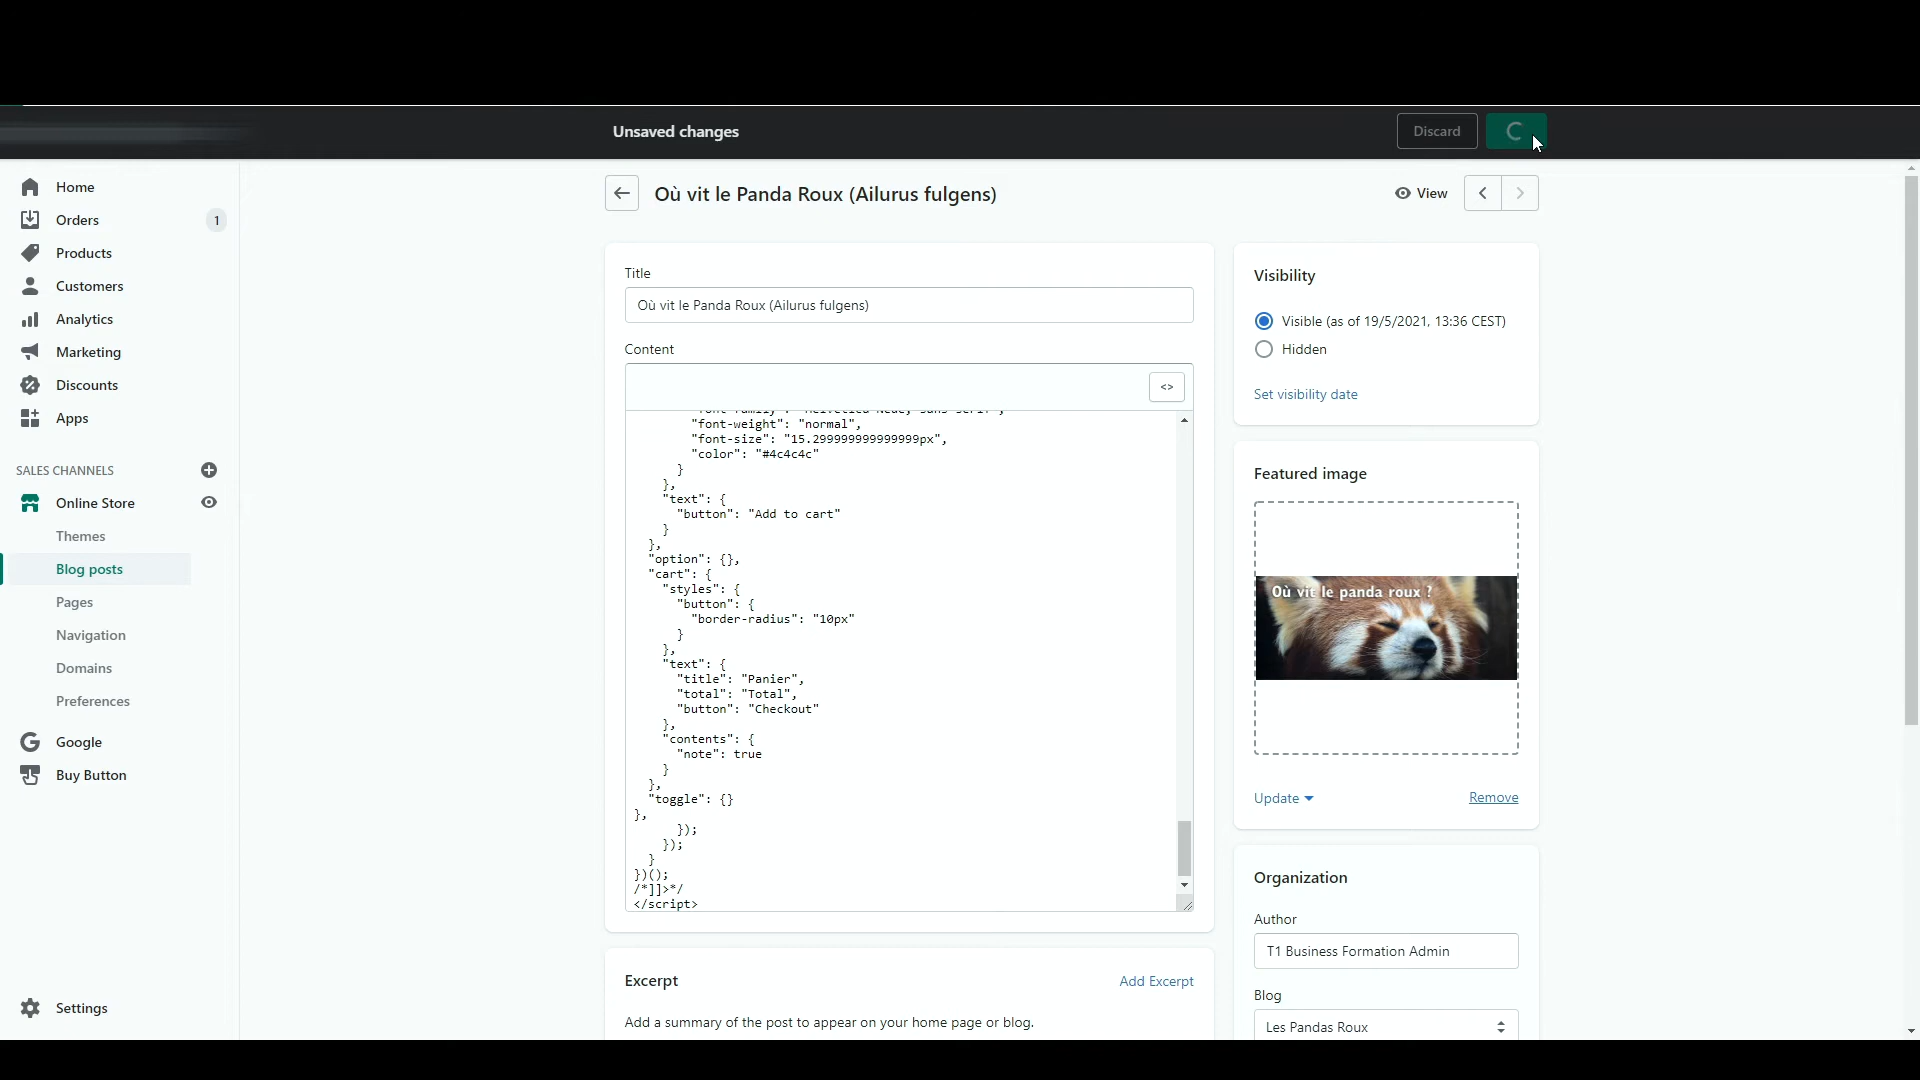 Unsaved changes
Discard
Home
Orders 1
Products
Customers
Analytics
Marketing
Discounts
Apps
SALES CHANNELS
Online Store
Themes
Blog posts
Pages
Navigation
Domains
Preferences
Google
Buy Button
Settings
Où vit le Panda Roux (Ailurus fulgens)
View
Title
Où vit le Panda Roux (Ailurus fulgens)
Content
<>
"font-weight": "normal",
"font-size": "15.299999999999999px",
"color": "#4c4c4c"
}
},
"text": {
"button": "Add to cart"
}
},
"option": {},
"cart": {
"styles": {
"button": {
"border-radius": "10px"
}
},
"text": {
"title": "Panier",
"total": "Total",
"button": "Checkout"
},
"contents": {
"note": true
}
},
"toggle": {}
},
});
});
}
})();
/*]]>*/
</script>
Excerpt
Add Excerpt
Add a summary of the post to appear on your home page or blog.
Visibility
Visible (as of 19/5/2021, 13:36 CEST)
Hidden
Set visibility date
Featured image
Où vit le panda roux ?
Update
Remove
Organization
Author
T1 Business Formation Admin
Blog
Les Pandas Roux